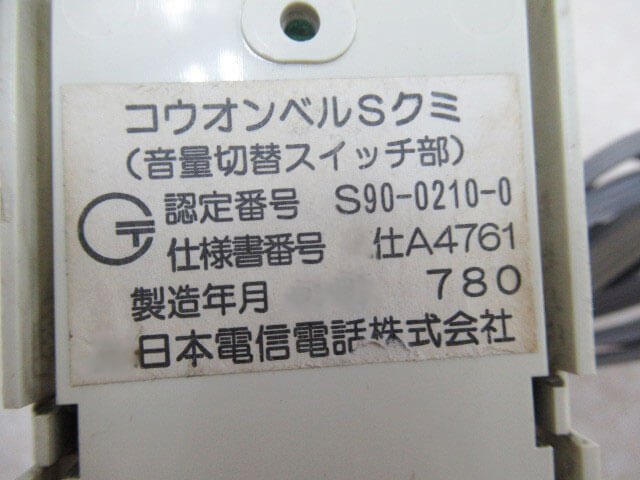 コウオンベルSクミ
(音量切替スイッチ部)
認定番号 S90-0210-0
仕様書番号 仕A4761
製造年月 780
日本電信電話株式会社